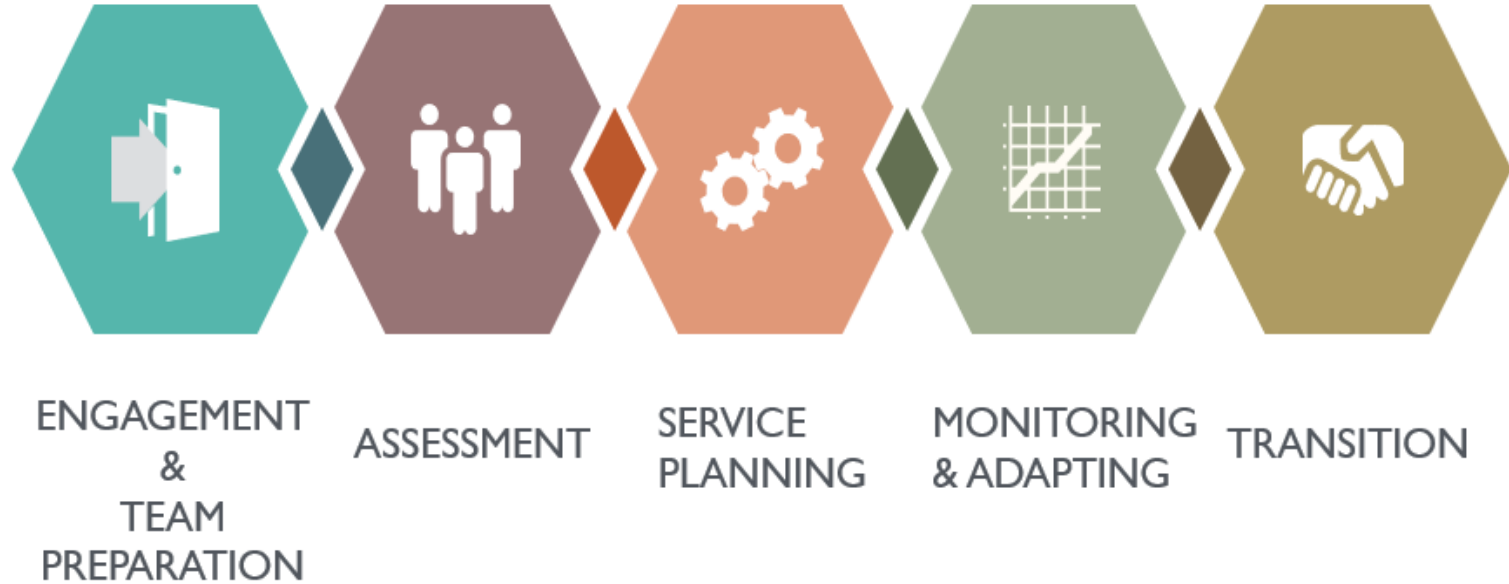 ENGAGEMENT
&
TEAM
PREPARATION
ASSESSMENT
SERVICE
PLANNING
MONITORING
& ADAPTING
TRANSITION